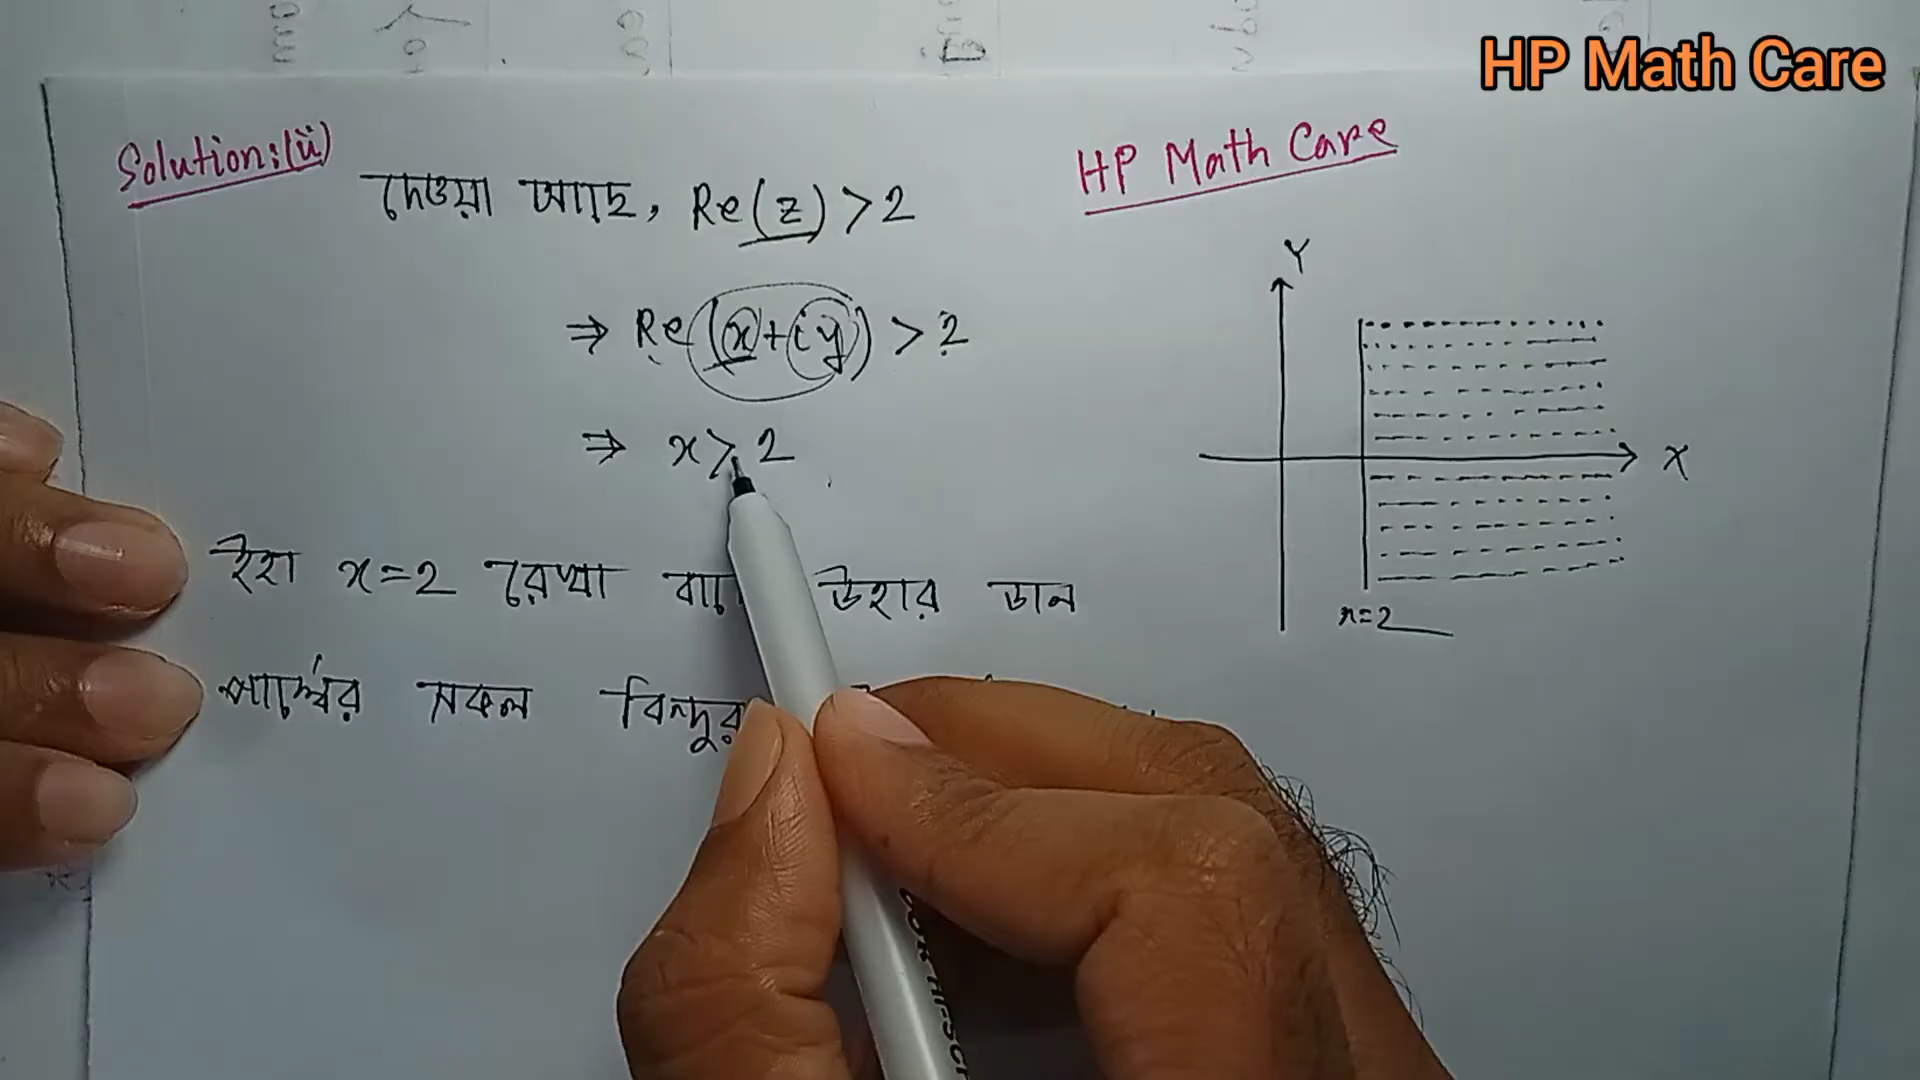 HP Math Care
Solution:(ii)
HP Math Care
দেওয়া আছে, Re(z) > 2
⇒ Re(x+iy) > 2
⇒ x > 2
ইহা x=2 রেখা উহার ডান
পার্শ্বের সকল বিন্দুর
Y
X
x=2